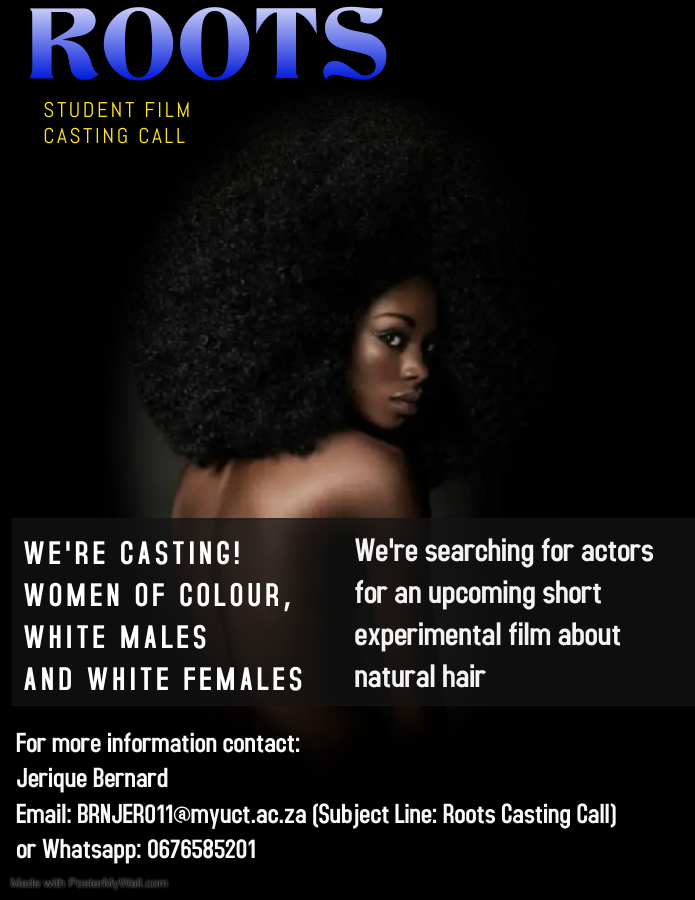 ROOTS
STUDENT FILM
CASTING CALL
WE'RE CASTING!
WOMEN OF COLOUR,
WHITE MALES
AND WHITE FEMALES
We're searching for actors
for an upcoming short
experimental film about
natural hair
For more information contact:
Jerique Bernard
Email: BRNJER011@myuct.ac.za (Subject Line: Roots Casting Call)
or Whatsapp: 0676585201
Made with PosterMyWall.com